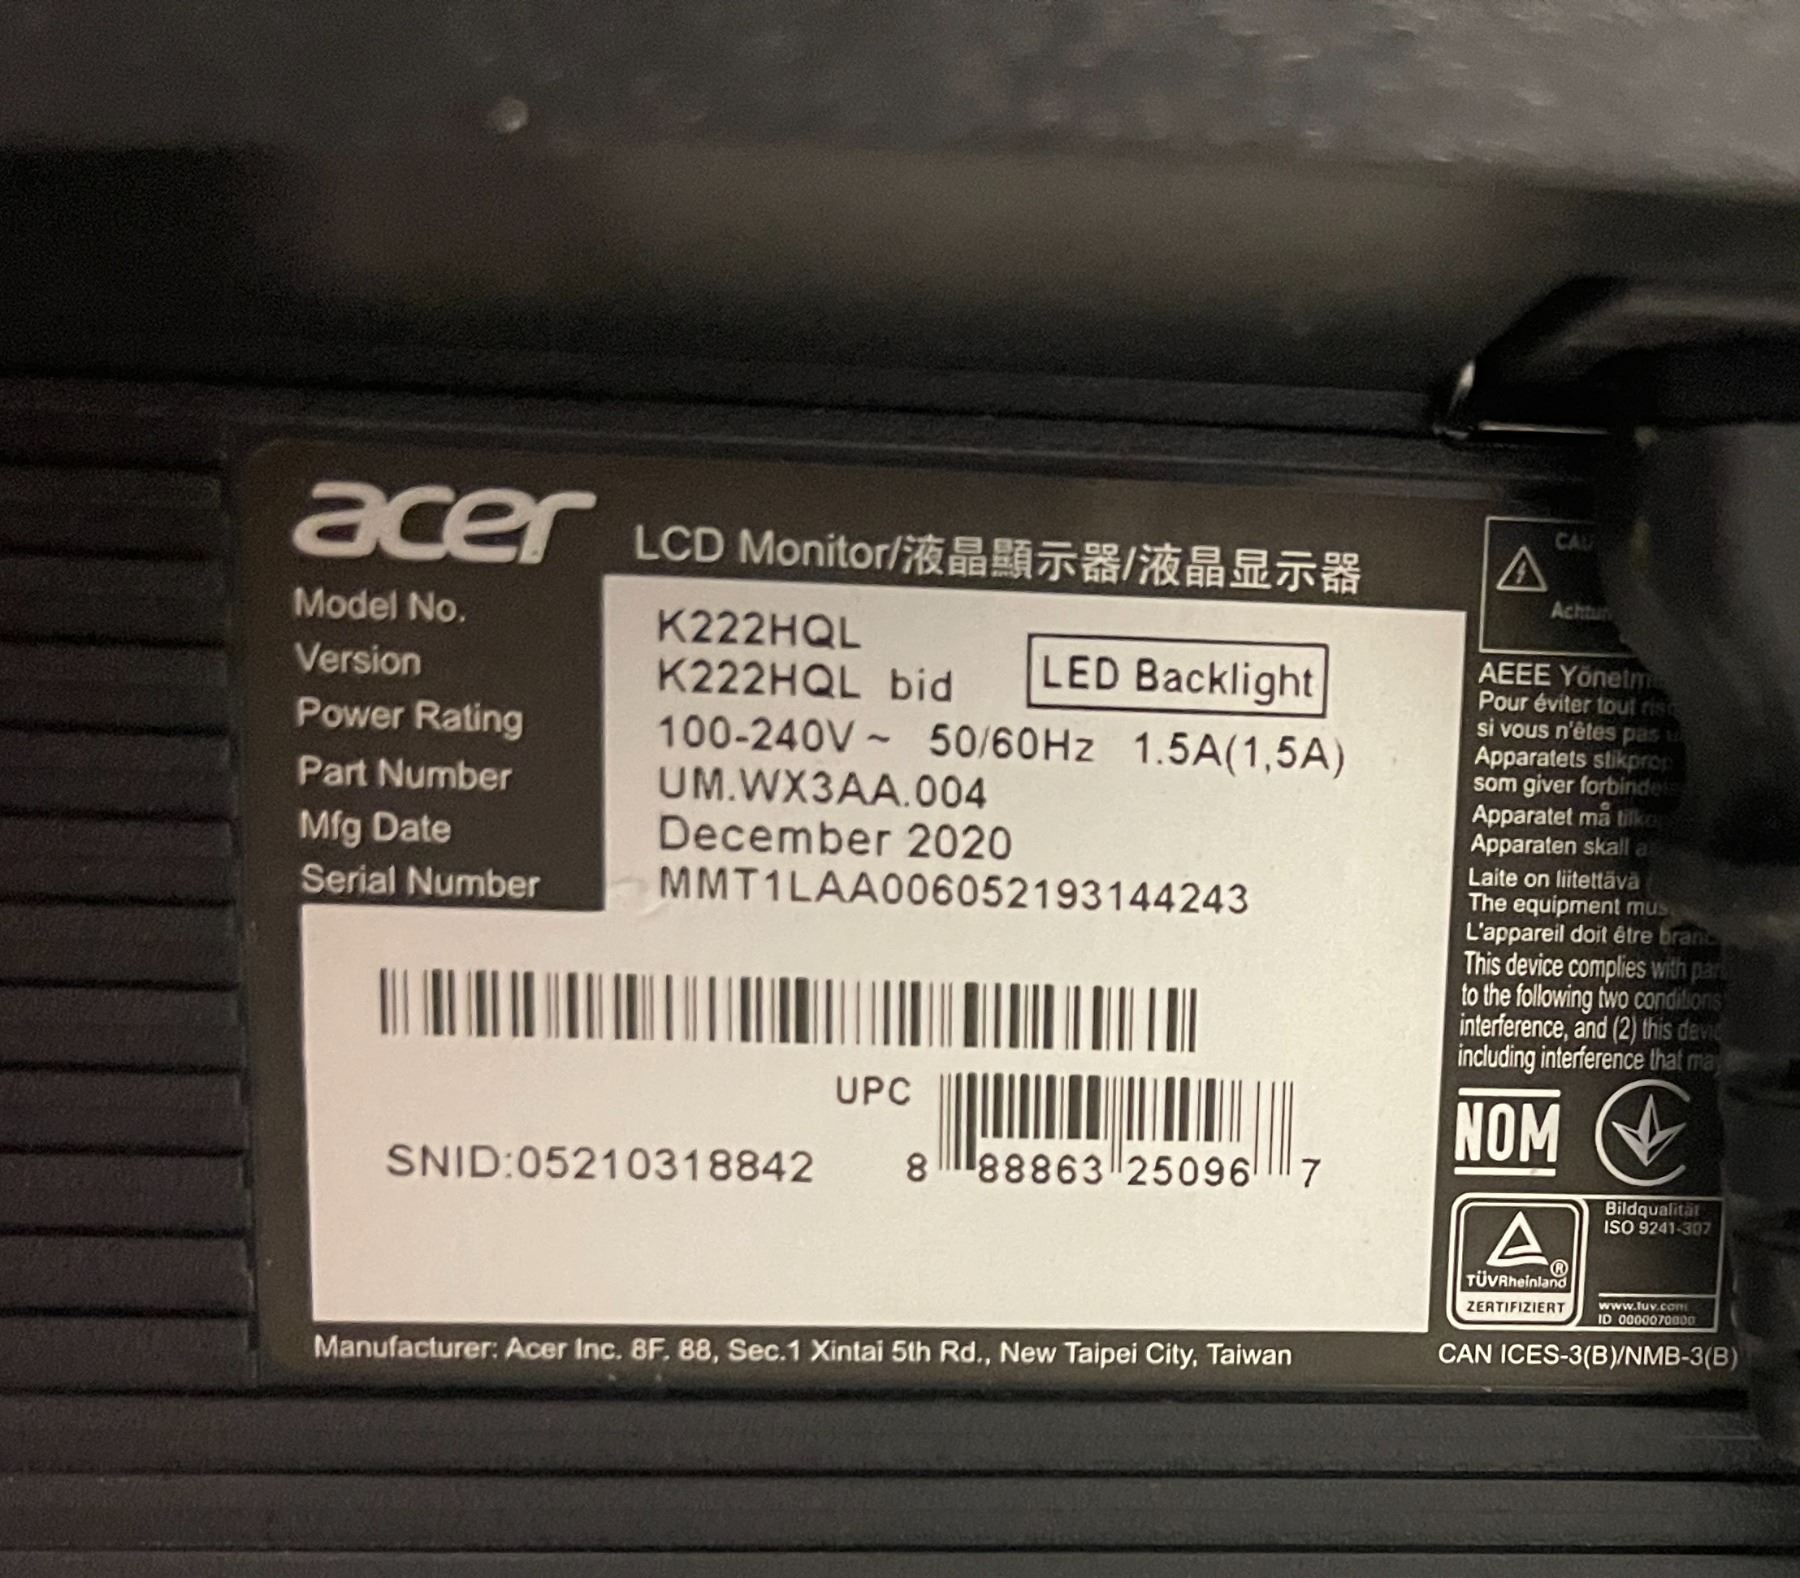 acer
LCD Monitor/液晶顯示器/液晶显示器
Model No. K222HQL
Version K222HQL bid LED Backlight
Power Rating 100-240V~ 50/60Hz 1.5A(1,5A)
Part Number UM.WX3AA.004
Mfg Date December 2020
Serial Number MMT1LAA006052193144243
UPC
SNID:05210318842
8 88863 25096 7
Manufacturer: Acer Inc. 8F. 88, Sec.1 Xintai 5th Rd., New Taipei City, Taiwan
AEEE
Pour éviter tout
si vous n'êtes pas
Apparatets
som giver
Apparatet må
Apparaten skall
Laite on liitettävä
The equipment
L'appareil doit être
This device complies with
to the following two conditions
interference, and (2) this
including interference that
NOM
TÜVRheinland ®
ZERTIFIZIERT
Bildqualität
ISO 9241-307
www.tuv.com
ID 0000070800
CAN ICES-3(B)/NMB-3(B)